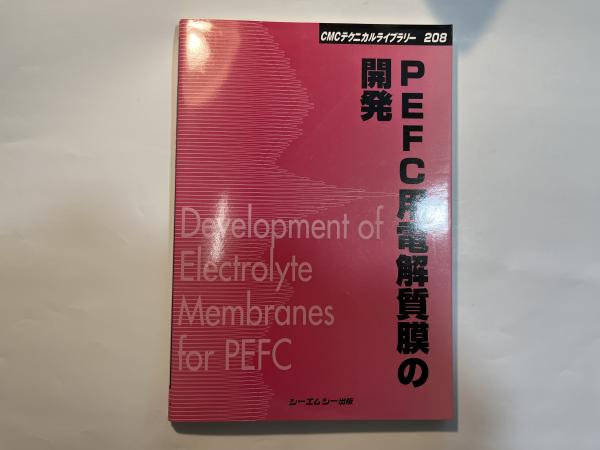 CMCテクニカルライブラリー 208
PEFC用電解質膜の
開発
Development of
Electrolyte
Membranes
for PEFC
シーエムシー出版